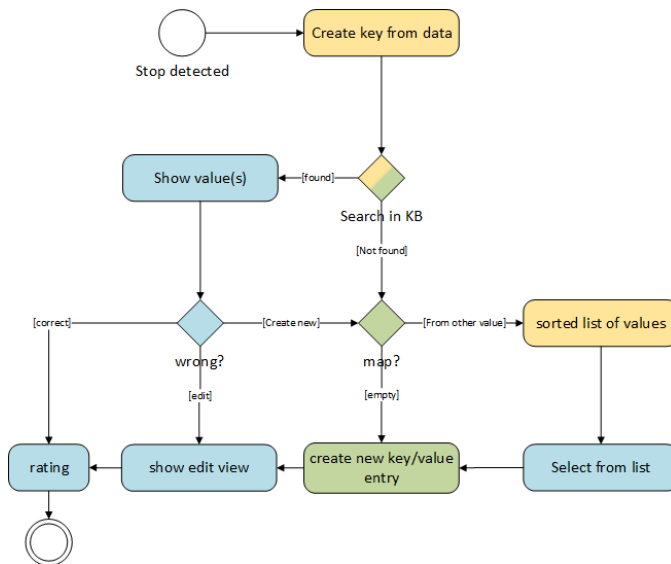 Create key from data
Stop detected
Show value(s)
[found]
Search in KB
[Not found]
[correct]
[Create new]
[From other value]
sorted list of values
wrong?
map?
[edit]
[empty]
rating
show edit view
create new key/value
entry
Select from list